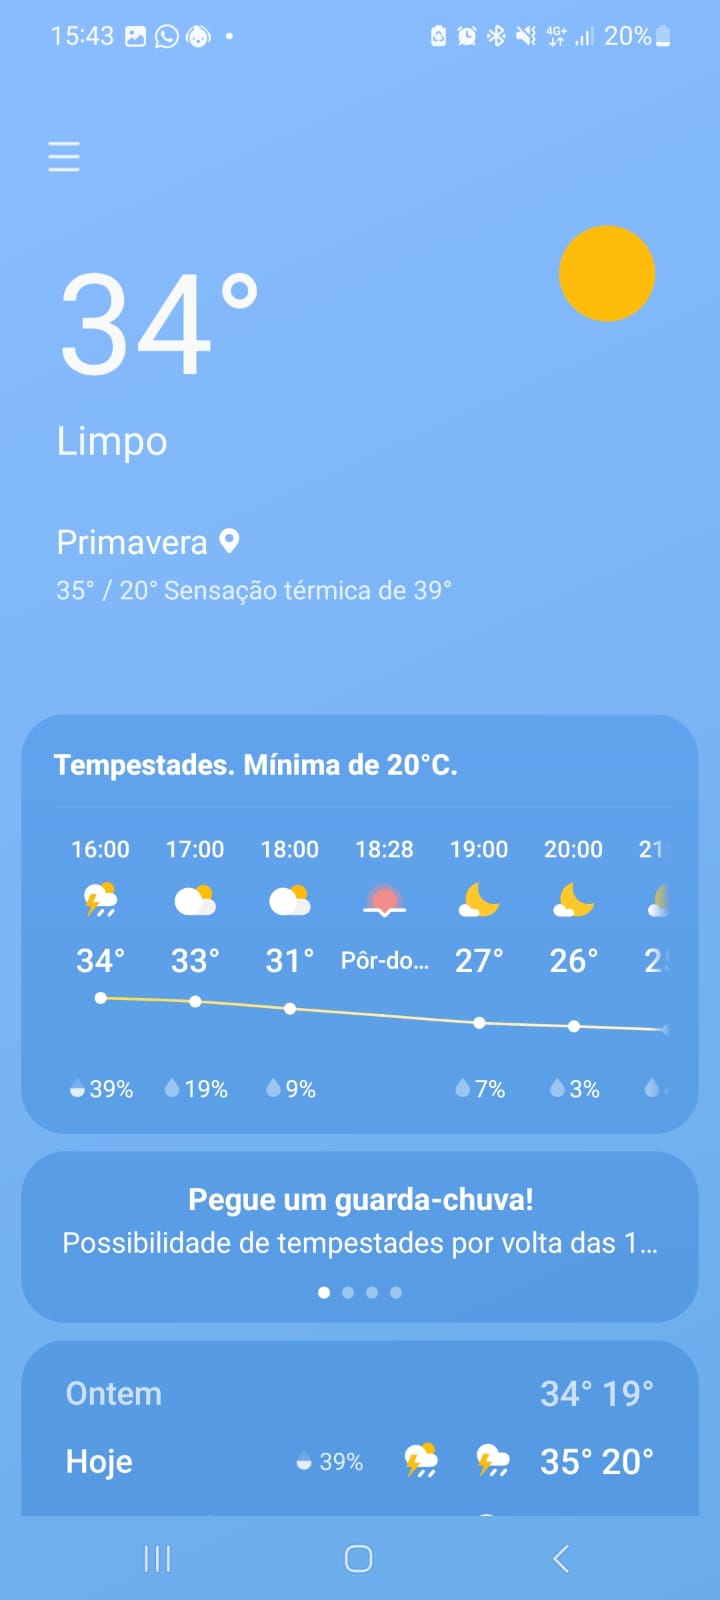 15:43 4G+ 20%
34°
Limpo
Primavera
35° / 20° Sensação térmica de 39°
Tempestades. Mínima de 20°C.
16:00 17:00 18:00 18:28 19:00 20:00 21
34° 33° 31° Pôr-do... 27° 26°
39% 19% 9% 7% 3%
Pegue um guarda-chuva!
Possibilidade de tempestades por volta das 1...
Ontem 34° 19°
Hoje 39% 35° 20°